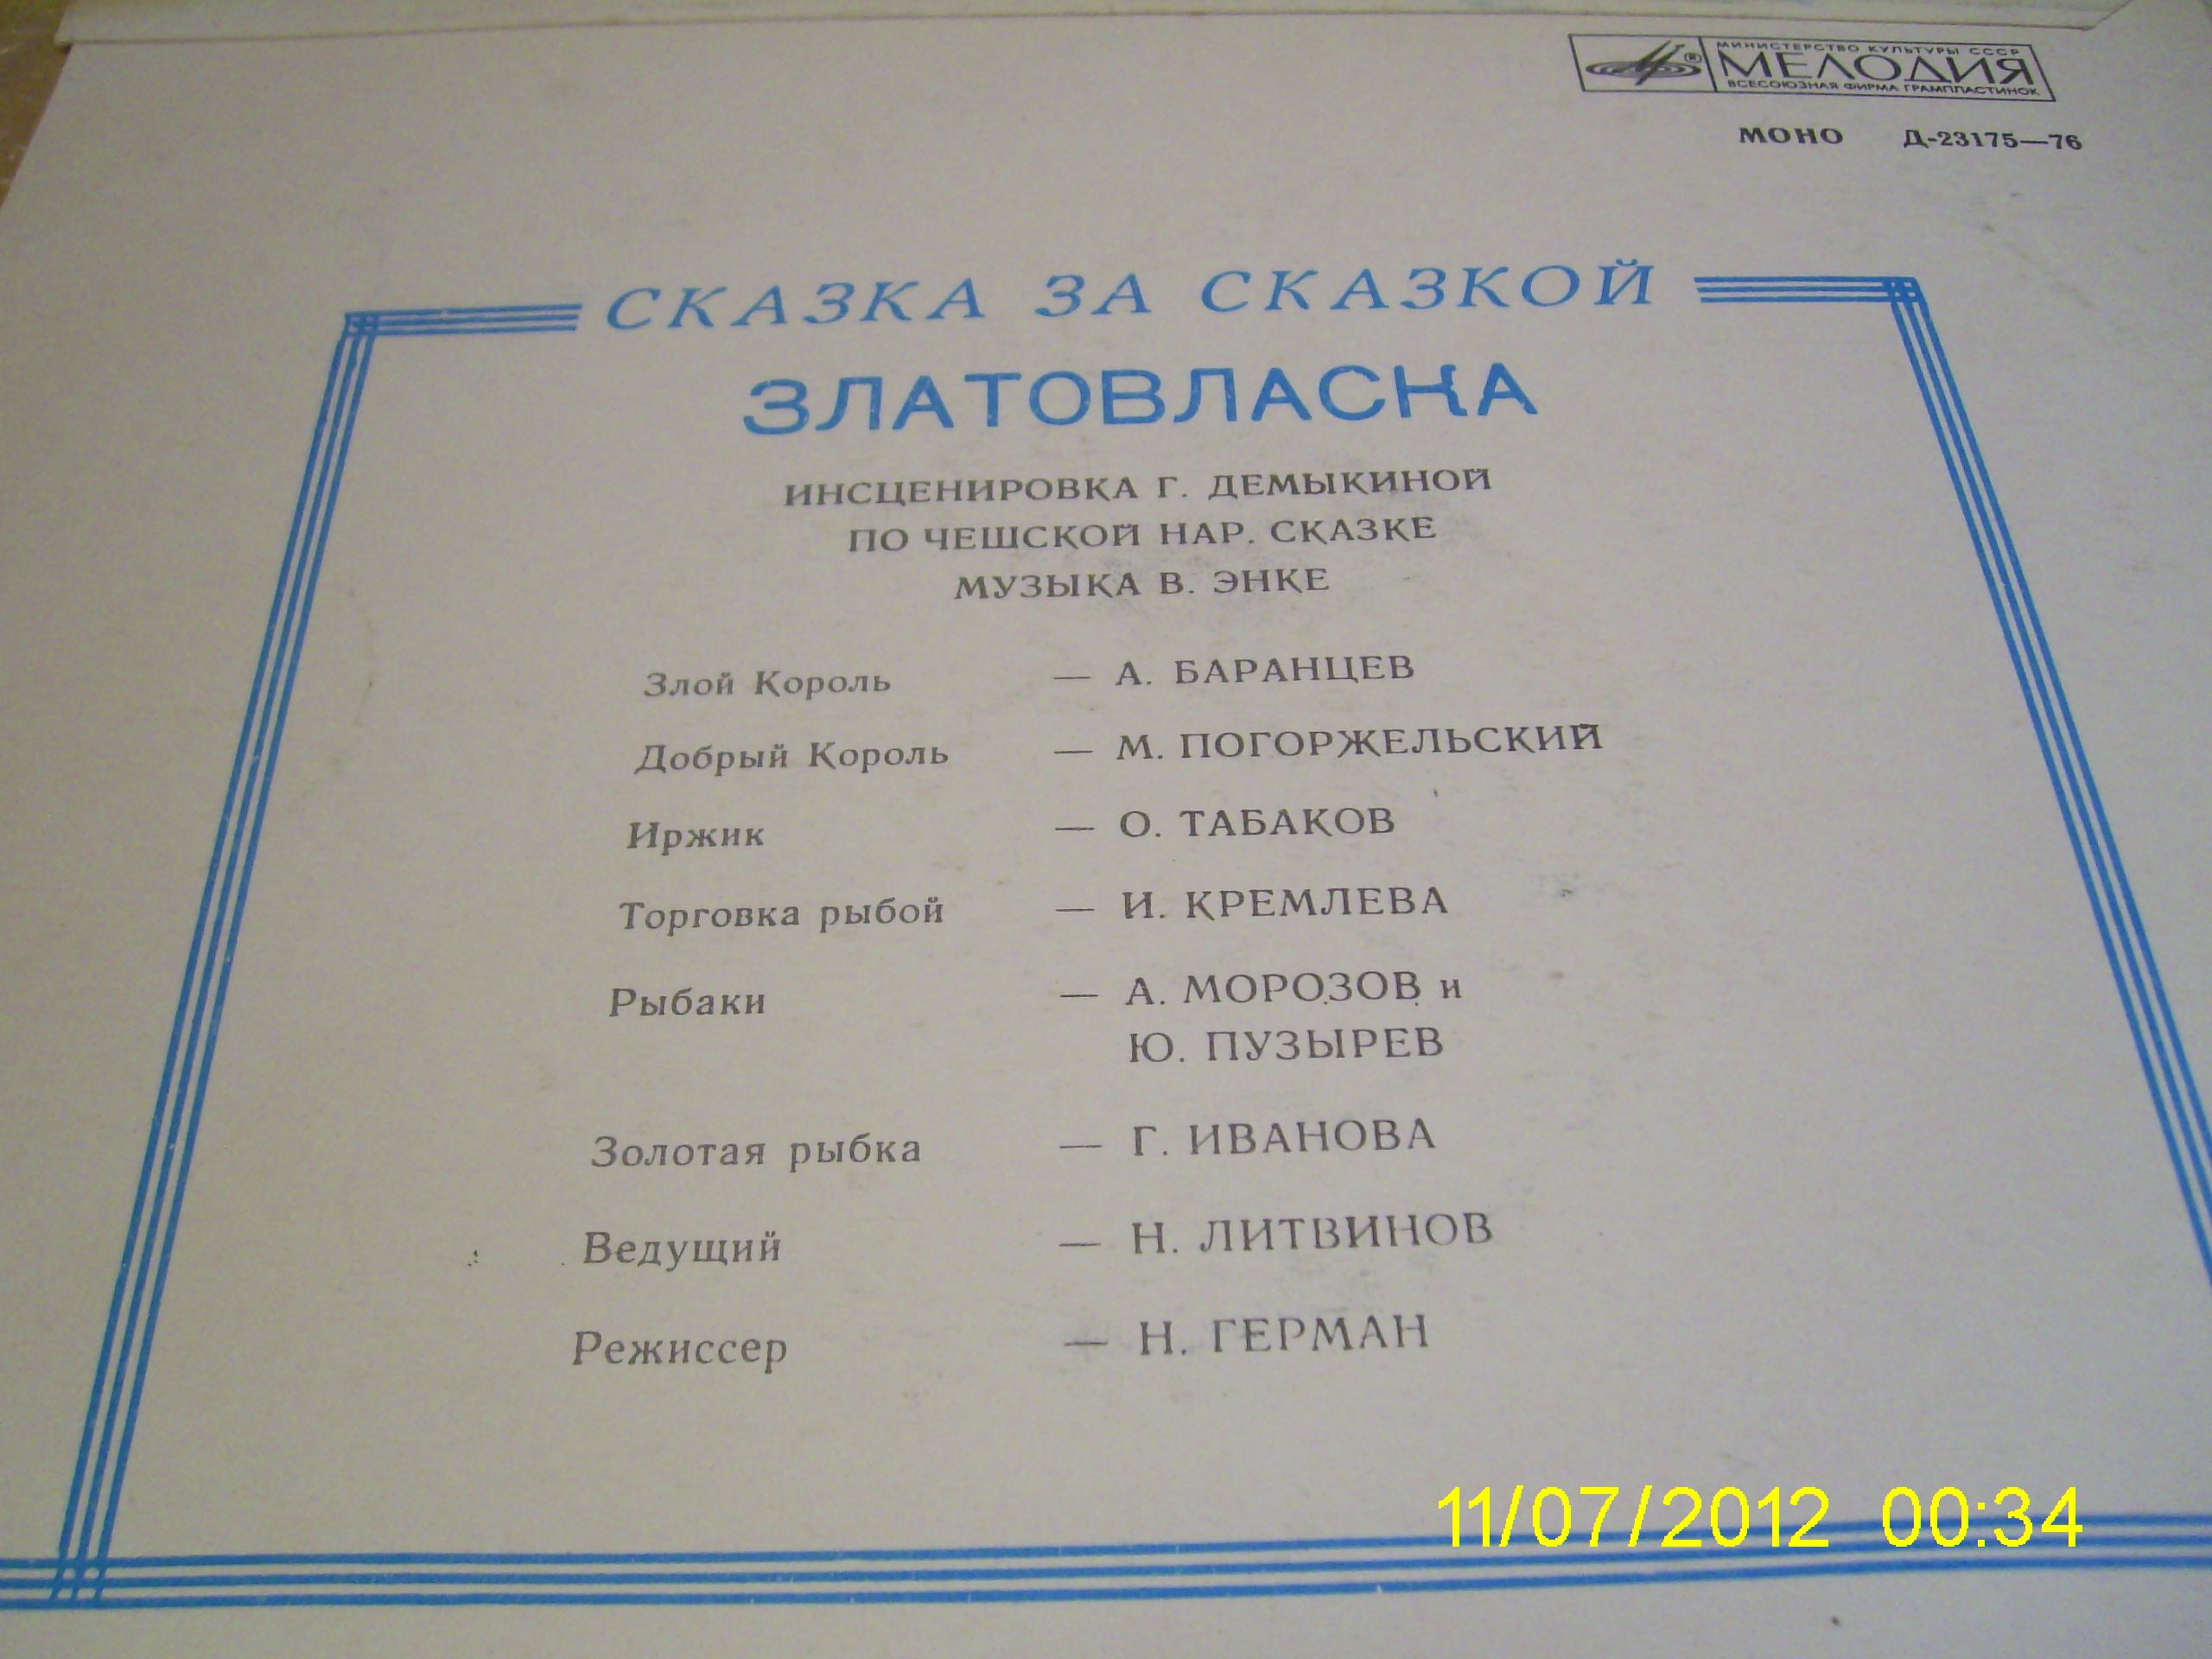 МИНИСТЕРСТВО КУЛЬТУРЫ СССР
МЕЛОДИЯ
ВСЕСОЮЗНАЯ ФИРМА ГРАМПЛАСТИНОК
МОНО Д-23175—76
СКАЗКА ЗА СКАЗКОЙ
ЗЛАТОВЛАСКА
ИНСЦЕНИРОВКА Г. ДЕМЫКИНОЙ
ПО ЧЕШСКОЙ НАР. СКАЗКЕ
МУЗЫКА В. ЭНКЕ
Злой Король — А. БАРАНЦЕВ
Добрый Король — М. ПОГОРЖЕЛЬСКИЙ
Иржик — О. ТАБАКОВ
Торговка рыбой — И. КРЕМЛЕВА
Рыбаки — А. МОРОЗОВ и
Ю. ПУЗЫРЕВ
Золотая рыбка — Г. ИВАНОВА
Ведущий — Н. ЛИТВИНОВ
Режиссер — Н. ГЕРМАН
11/07/2012 00:34